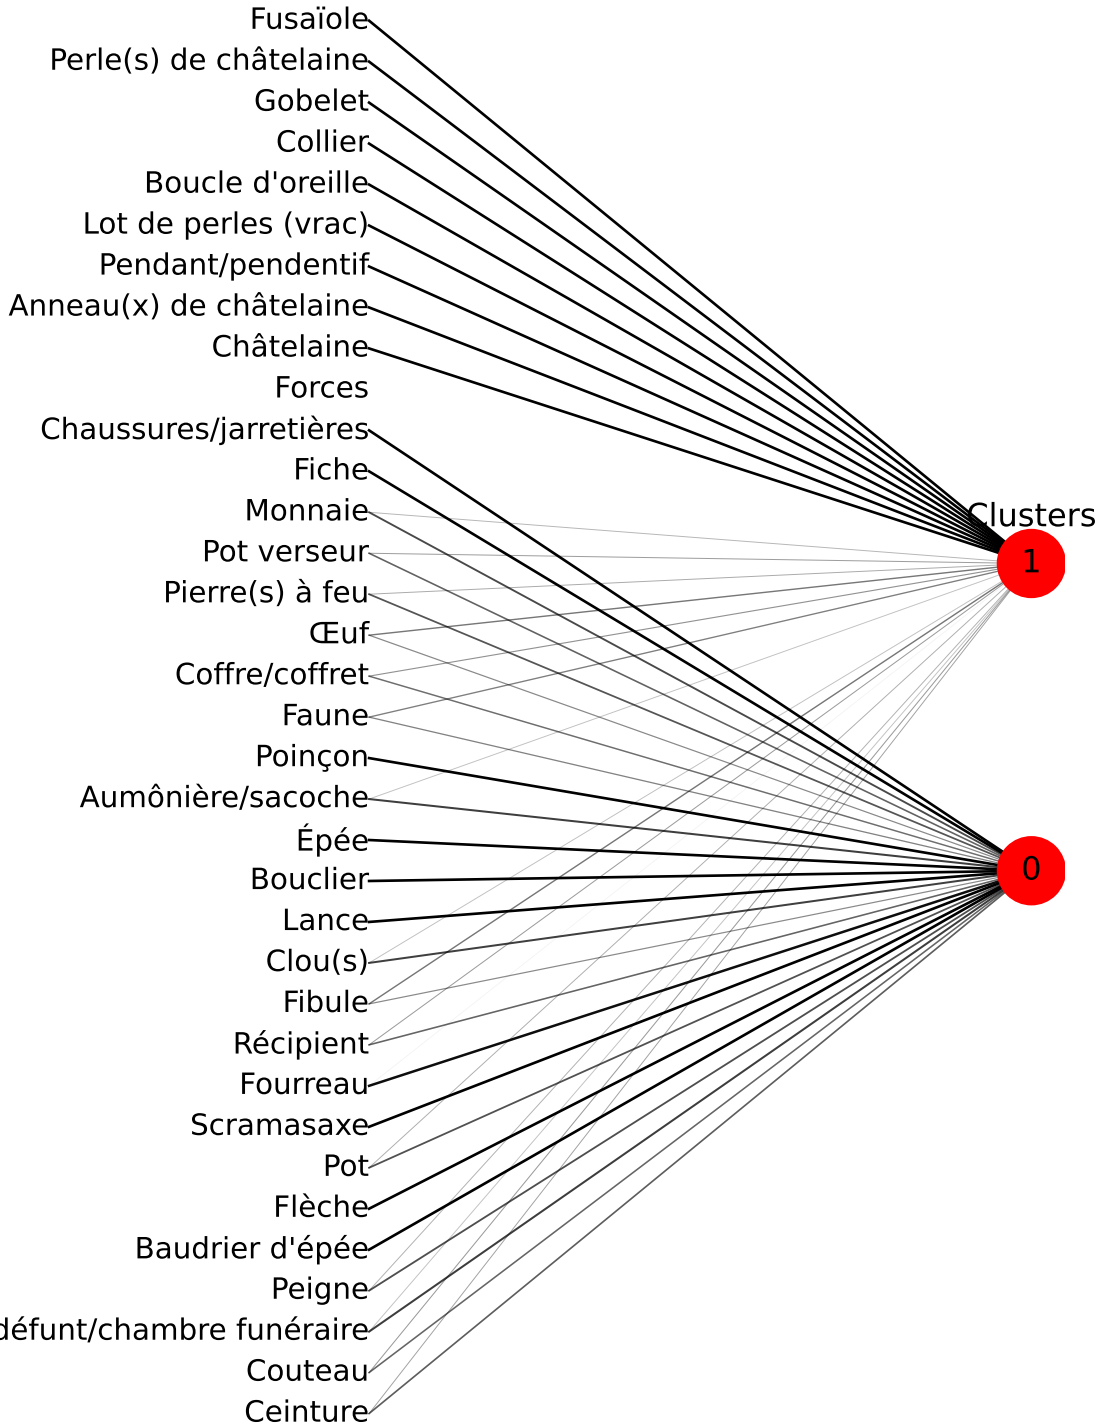 Fusaïole
Perle(s) de châtelaine
Gobelet
Collier
Boucle d'oreille
Lot de perles (vrac)
Pendant/pendentif
Anneau(x) de châtelaine
Châtelaine
Forces
Chaussures/jarretières
Fiche
Monnaie
Clusters
Pot verseur
1
Pierre(s) à feu
Œuf
Coffre/coffret
Faune
Poinçon
Aumônière/sacoche
Épée
0
Bouclier
Lance
Clou(s)
Fibule
Récipient
Fourreau
Scramasaxe
Pot
Flèche
Baudrier d'épée
Peigne
défunt/chambre funéraire
Couteau
Ceinture